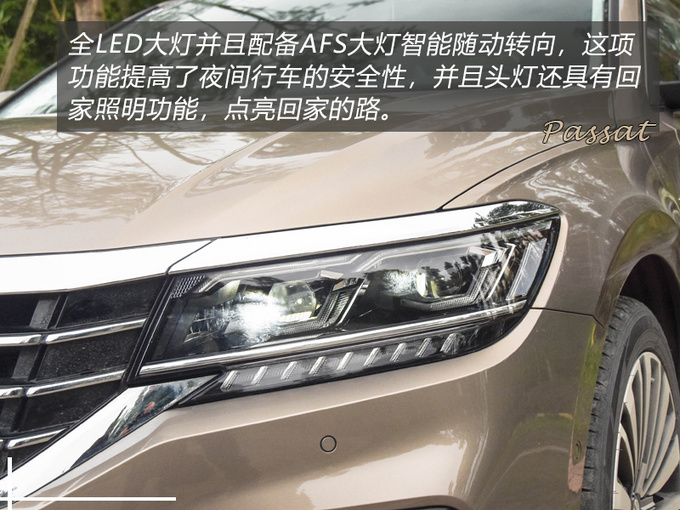 全LED大灯并且配备AFS大灯智能随动转向，这项
功能提高了夜间行车的安全性，并且头灯还具有回
家照明功能，点亮回家的路。
Passat